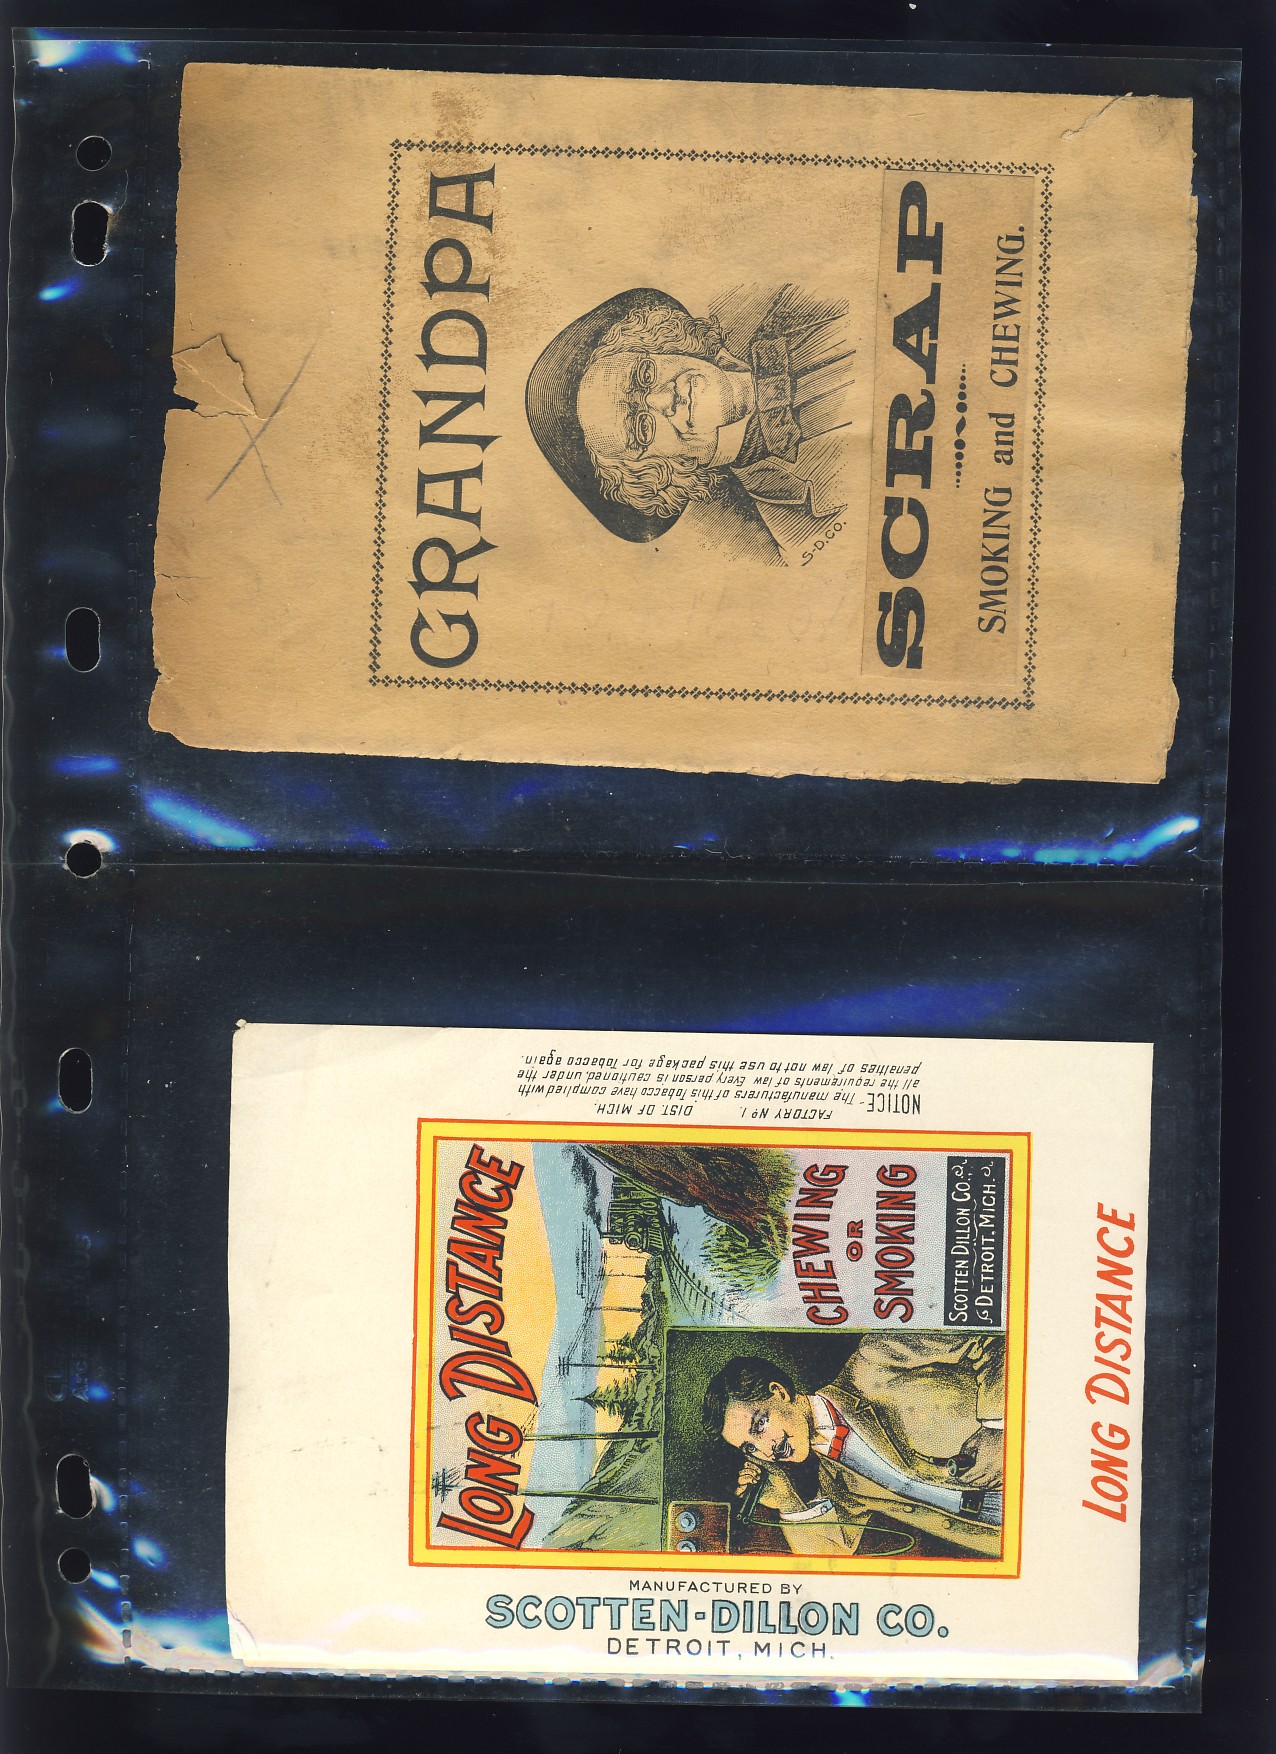 GRANDPA
S-D.CO.
SCRAP
SMOKING and CHEWING.
FACTORY Nº 1. DIST. OF MICH.
NOTICE - The manufacturers of this Tobacco have complied with
all the requirements of law. Every person is cautioned, under the
penalties of law not to use this package for Tobacco again.
LONG DISTANCE
CHEWING
OR
SMOKING
SCOTTEN DILLON CO.,
DETROIT, MICH.
MANUFACTURED BY
SCOTTEN-DILLON CO.
DETROIT, MICH.
LONG DISTANCE